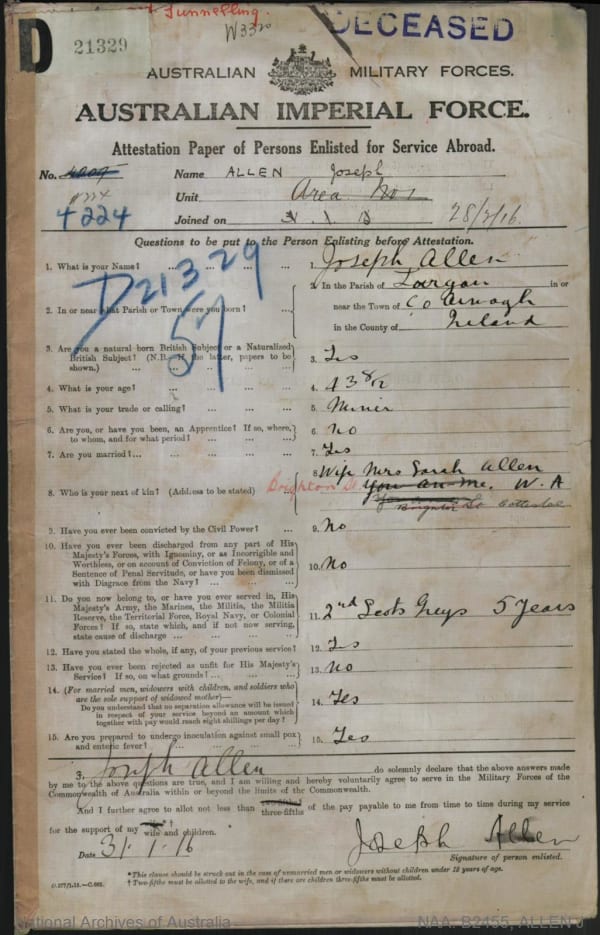 D
21329
Tunnelling.
W3320
DECEASED
AUSTRALIAN MILITARY FORCES.
AUSTRALIAN IMPERIAL FORCE.
Attestation Paper of Persons Enlisted for Service Abroad.
No.
4224
Name ALLEN Joseph
Unit Area No 1
Joined on 28/2/16
Questions to be put to the Person Enlisting before Attestation.
D21329
57
1. What is your Name? ... ... ... ... 1. Joseph Allen
2. In or near what Parish or Town were you born? ... 2. In the Parish of Largan in or
near the Town of Co Armagh
in the County of Ireland
3. Are you a natural born British Subject or a Naturalized
British Subject? (N.B. If the latter, papers to be
shown.) 3. Yes
4. What is your age? ... ... ... 4. 43 8/12
5. What is your trade or calling? ... ... 5. Miner
6. Are you, or have you been, an Apprentice? If so, where,
to whom, and for what period? ... ... 6. No
7. Are you married? ... ... ... 7. Yes
8. Who is your next of kin? (Address to be stated) ... 8. Wife Mrs Sarah Allen
Brighton St You an me. W.A
Brighton St Cottesloe
9. Have you ever been convicted by the Civil Power? ... 9. No
10. Have you ever been discharged from any part of His
Majesty's Forces, with Ignominy, or as Incorrigible and
Worthless, or on account of Conviction of Felony, or of a
Sentence of Penal Servitude, or have you been dismissed
with Disgrace from the Navy? ... ... 10. No
11. Do you now belong to, or have you ever served in, His
Majesty's Army, the Marines, the Militia, the Militia
Reserve, the Territorial Force, Royal Navy, or Colonial
Forces? If so, state which, and if not now serving,
state cause of discharge ... ... ... 11. 2nd Scots Greys 5 Years
12. Have you stated the whole, if any, of your previous service? 12. Yes
13. Have you ever been rejected as unfit for His Majesty's
Service? If so, on what grounds? ... ... 13. No
14. (For married men, widowers with children, and soldiers who
are the sole support of widowed mother)—
Do you understand that no separation allowance will be issued
in respect of your service beyond an amount which
together with pay would reach eight shillings per day? 14. Yes
15. Are you prepared to undergo inoculation against small pox
and enteric fever? ... ... ... 15. Yes
I, Joseph Allen do solemnly declare that the above answers made
by me to the above questions are true, and I am willing and hereby voluntarily agree to serve in the Military Forces of the
Commonwealth of Australia within or beyond the limits of the Commonwealth.
And I further agree to allot not less than three-fifths of the pay payable to me from time to time during my service
for the support of my wife and children.
Date 31.1.16
Joseph Allen
Signature of person enlisted.
*This clause should be struck out in the case of unmarried men or widowers without children under 18 years of age.
† Two-fifths must be allotted to the wife, and if there are children three-fifths must be allotted.
National Archives of Australia
NAA: B2455, ALLEN J